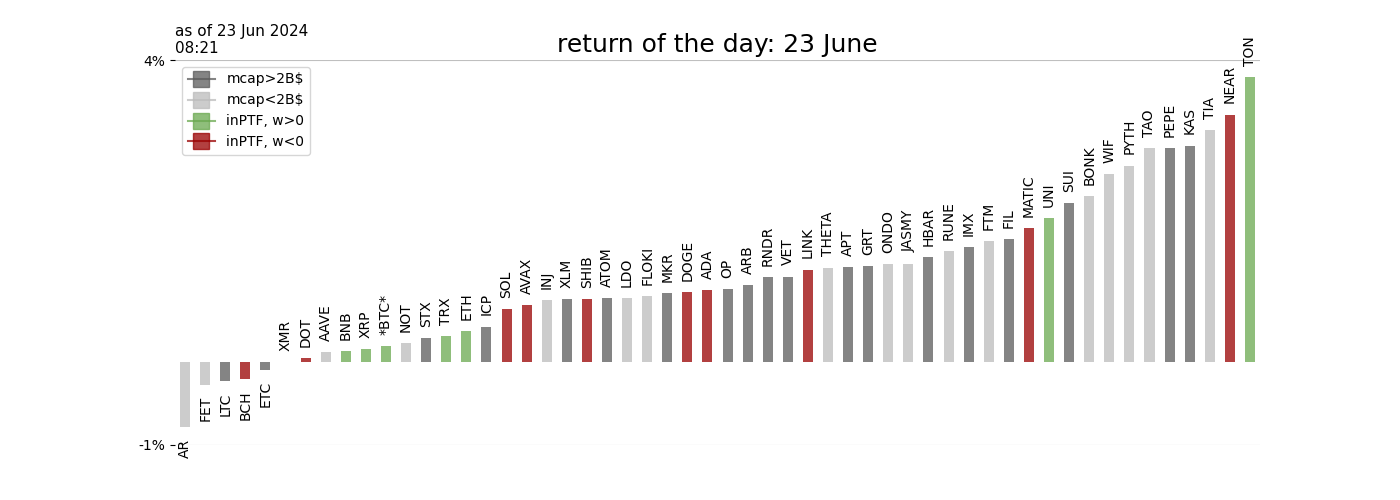 as of 23 Jun 2024
08:21
return of the day: 23 June
4%
-1%
mcap>2B$
mcap<2B$
inPTF, w>0
inPTF, w<0
AR
FET
LTC
BCH
ETC
XMR
DOT
AAVE
BNB
XRP
*BTC*
NOT
STX
TRX
ETH
ICP
SOL
AVAX
INJ
XLM
SHIB
ATOM
LDO
FLOKI
MKR
DOGE
ADA
OP
ARB
RNDR
VET
LINK
THETA
APT
GRT
ONDO
JASMY
HBAR
RUNE
IMX
FTM
FIL
MATIC
UNI
SUI
BONK
WIF
PYTH
TAO
PEPE
KAS
TIA
NEAR
TON